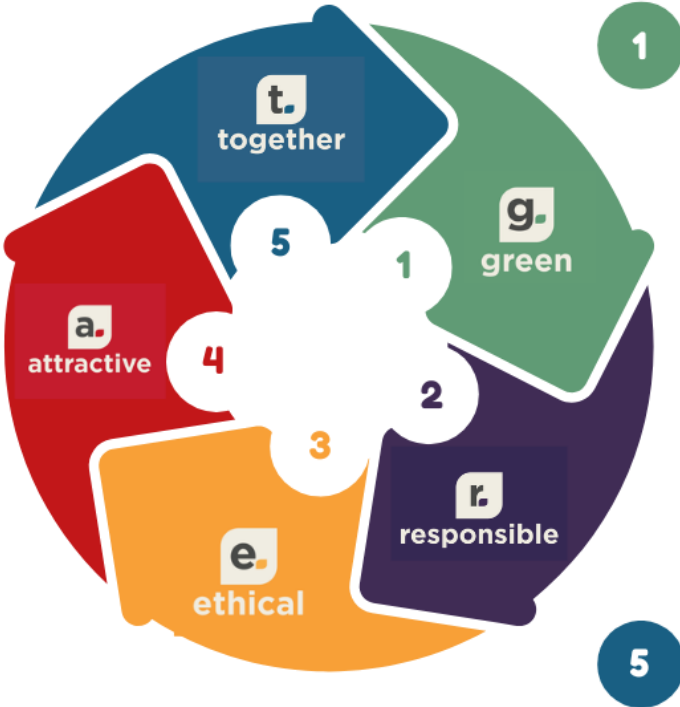 1
t.
together
5
1
g.
green
a.
attractive
4
2
3
r.
responsible
e.
ethical
5